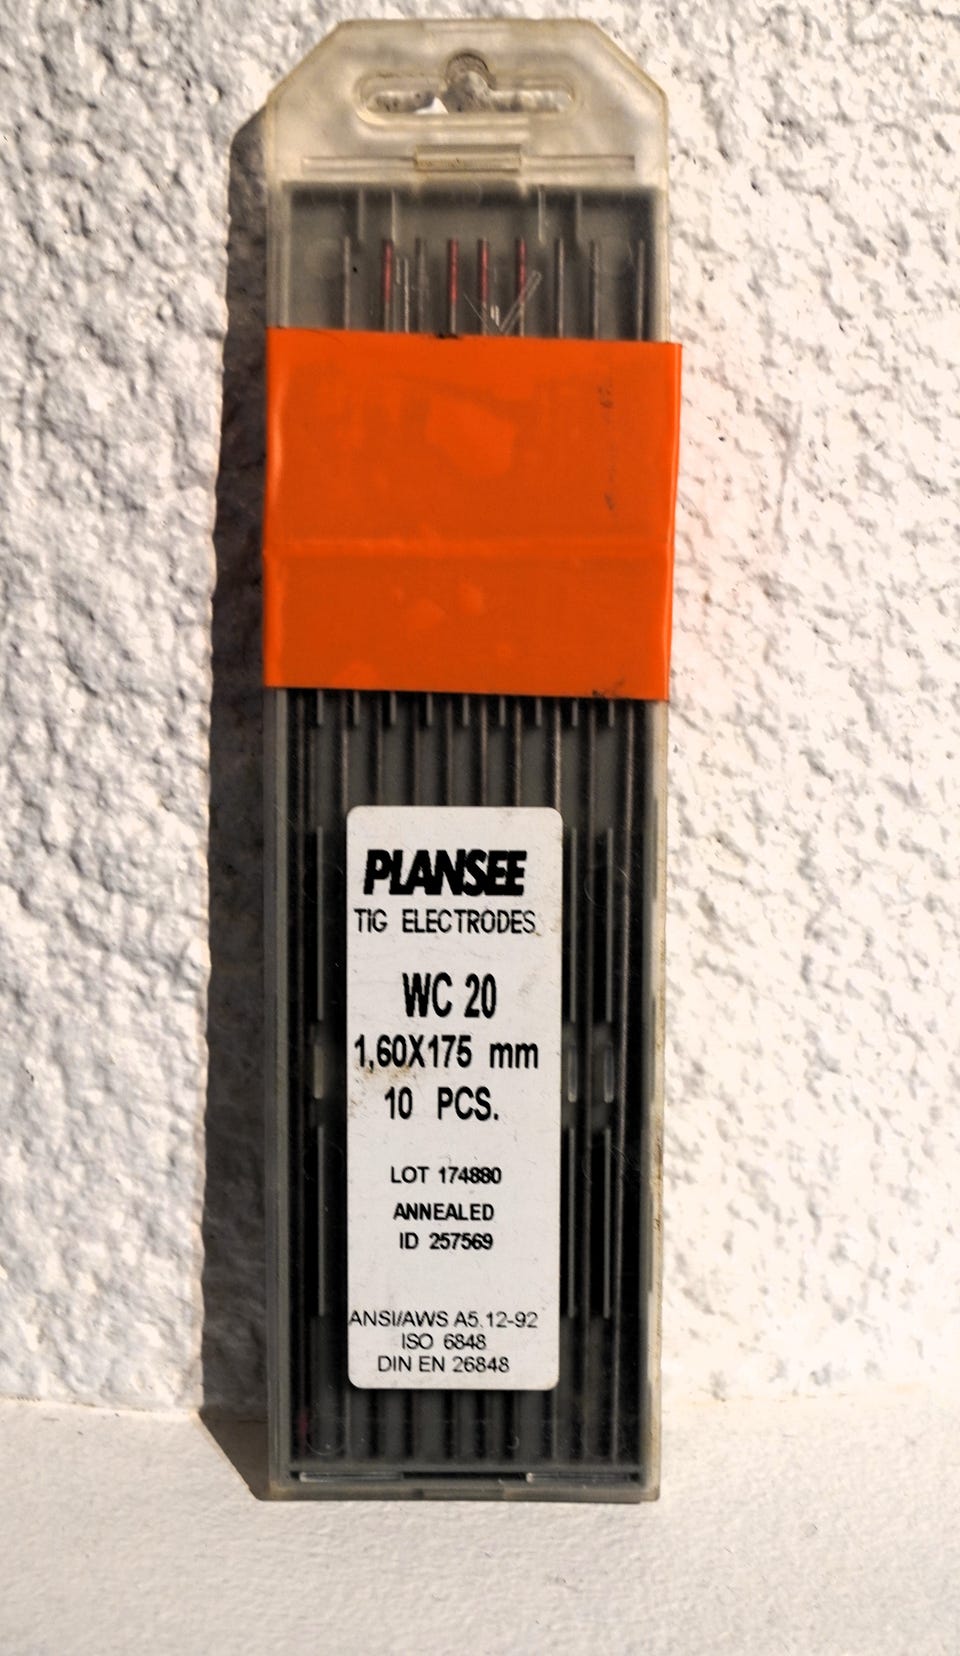 PLANSEE
TIG ELECTRODES
WC 20
1,60X175 mm
10 PCS.
LOT 174880
ANNEALED
ID 257569
ANSI/AWS A5.12-92
ISO 6848
DIN EN 26848